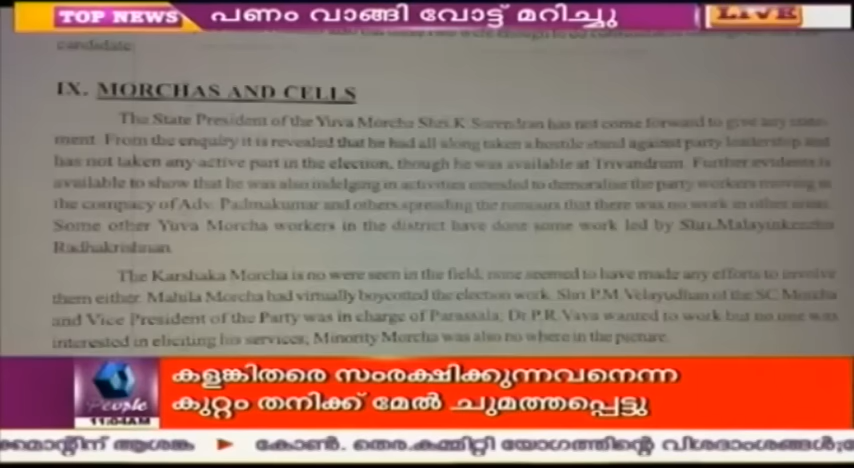 TOP NEWS
പണം വാങ്ങി വോട്ട് മറിച്ചു
LIVE
candidate.
IX. MORCHAS AND CELLS
The State President of the Yuva Morcha Shri.K.Surendran has not come forward to give any state-
ment. From the enquiry it is revealed that he had all along taken a hostile stand against party leadership and
has not taken any active part in the election, though he was available at Trivandrum. Further evidence is
available to show that he was also indelging in activities intended to demoralise the party workers moving in
the company of Adv. Padmakumar and others spreading the rumours that there was no work in other areas.
Some other Yuva Morcha workers in the district have done some work led by Shri.Malayinkeezhu
Radhakrishnan.
The Karshaka Morcha is no were seen in the field, none seemed to have made any efforts to involve
them either. Mahila Morcha had virtually boycotted the election work. Shri P.M. Velayudhan of the SC Morcha
and Vice President of the Party was in charge of Parassala; Dr P.R. Vava wanted to work but no one was
interested in eliciting his services; Minority Morcha was also no where in the picture.
കളങ്കിതരെ സംരക്ഷിക്കുന്നവനെന്ന
കുറ്റം തനിക്ക് മേൽ ചുമത്തപ്പെട്ടു
People
11:04AM
ക്കമാന്റിന് ആശങ്ക ▶ കോൺ. തെര.കമ്മിറ്റി യോഗത്തിന്റെ വിശദാംശങ്ങൾ;